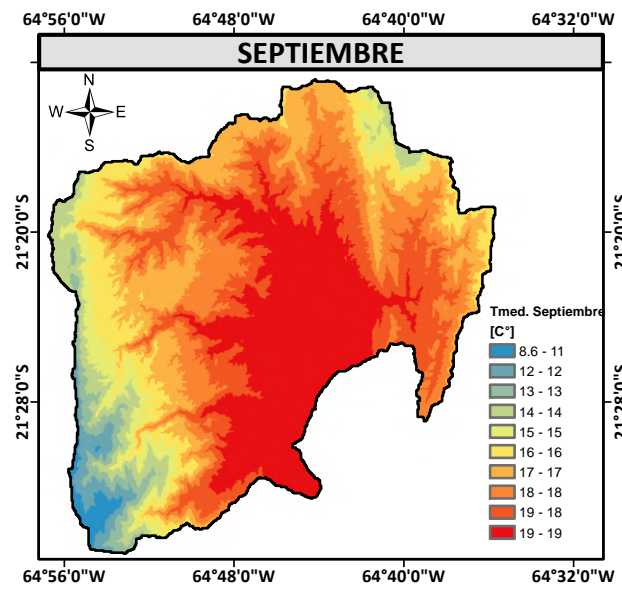 64°56'0"W 64°48'0"W 64°40'0"W 64°32'0"W
SEPTIEMBRE
N
W E
S
21°20'0"S 21°20'0"S
21°28'0"S 21°28'0"S
Tmed. Septiembre
[C°]
8.6 - 11
12 - 12
13 - 13
14 - 14
15 - 15
16 - 16
17 - 17
18 - 18
19 - 18
19 - 19
64°56'0"W 64°48'0"W 64°40'0"W 64°32'0"W